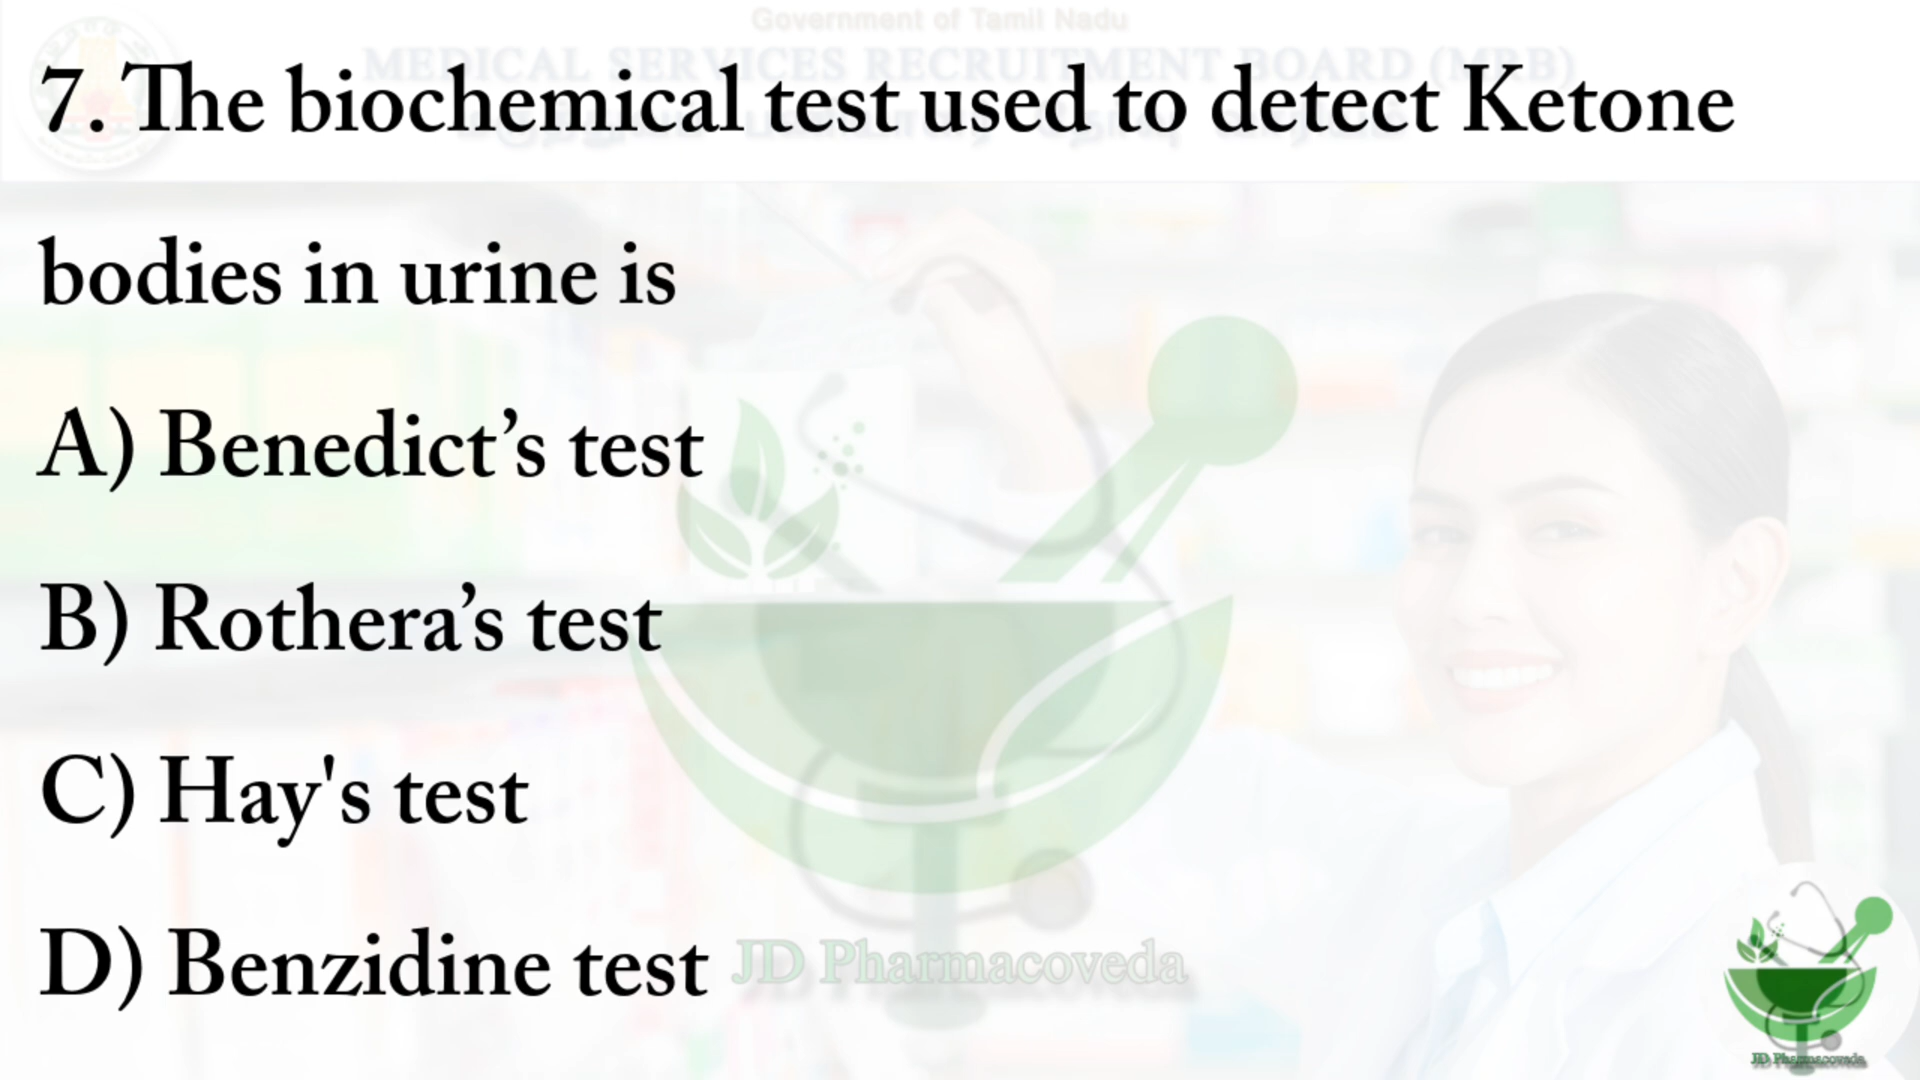 Government of Tamil Nadu
MEDICAL SERVICES RECRUITMENT BOARD (MRB)
7. The biochemical test used to detect Ketone
bodies in urine is
A) Benedict’s test
B) Rothera’s test
C) Hay's test
D) Benzidine test
JD Pharmacoveda
JD Pharmacoveda